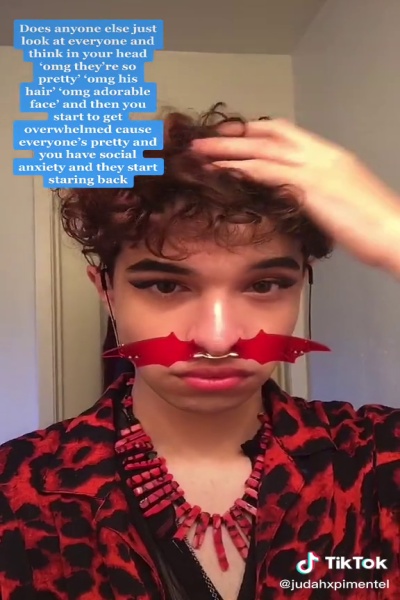 Does anyone else just
look at everyone and
think in your head
‘omg they’re so
pretty’ ‘omg his
hair’ ‘omg adorable
face’ and then you
start to get
overwhelmed cause
everyone’s pretty and
you have social
anxiety and they start
staring back
TikTok
@judahxpimentel